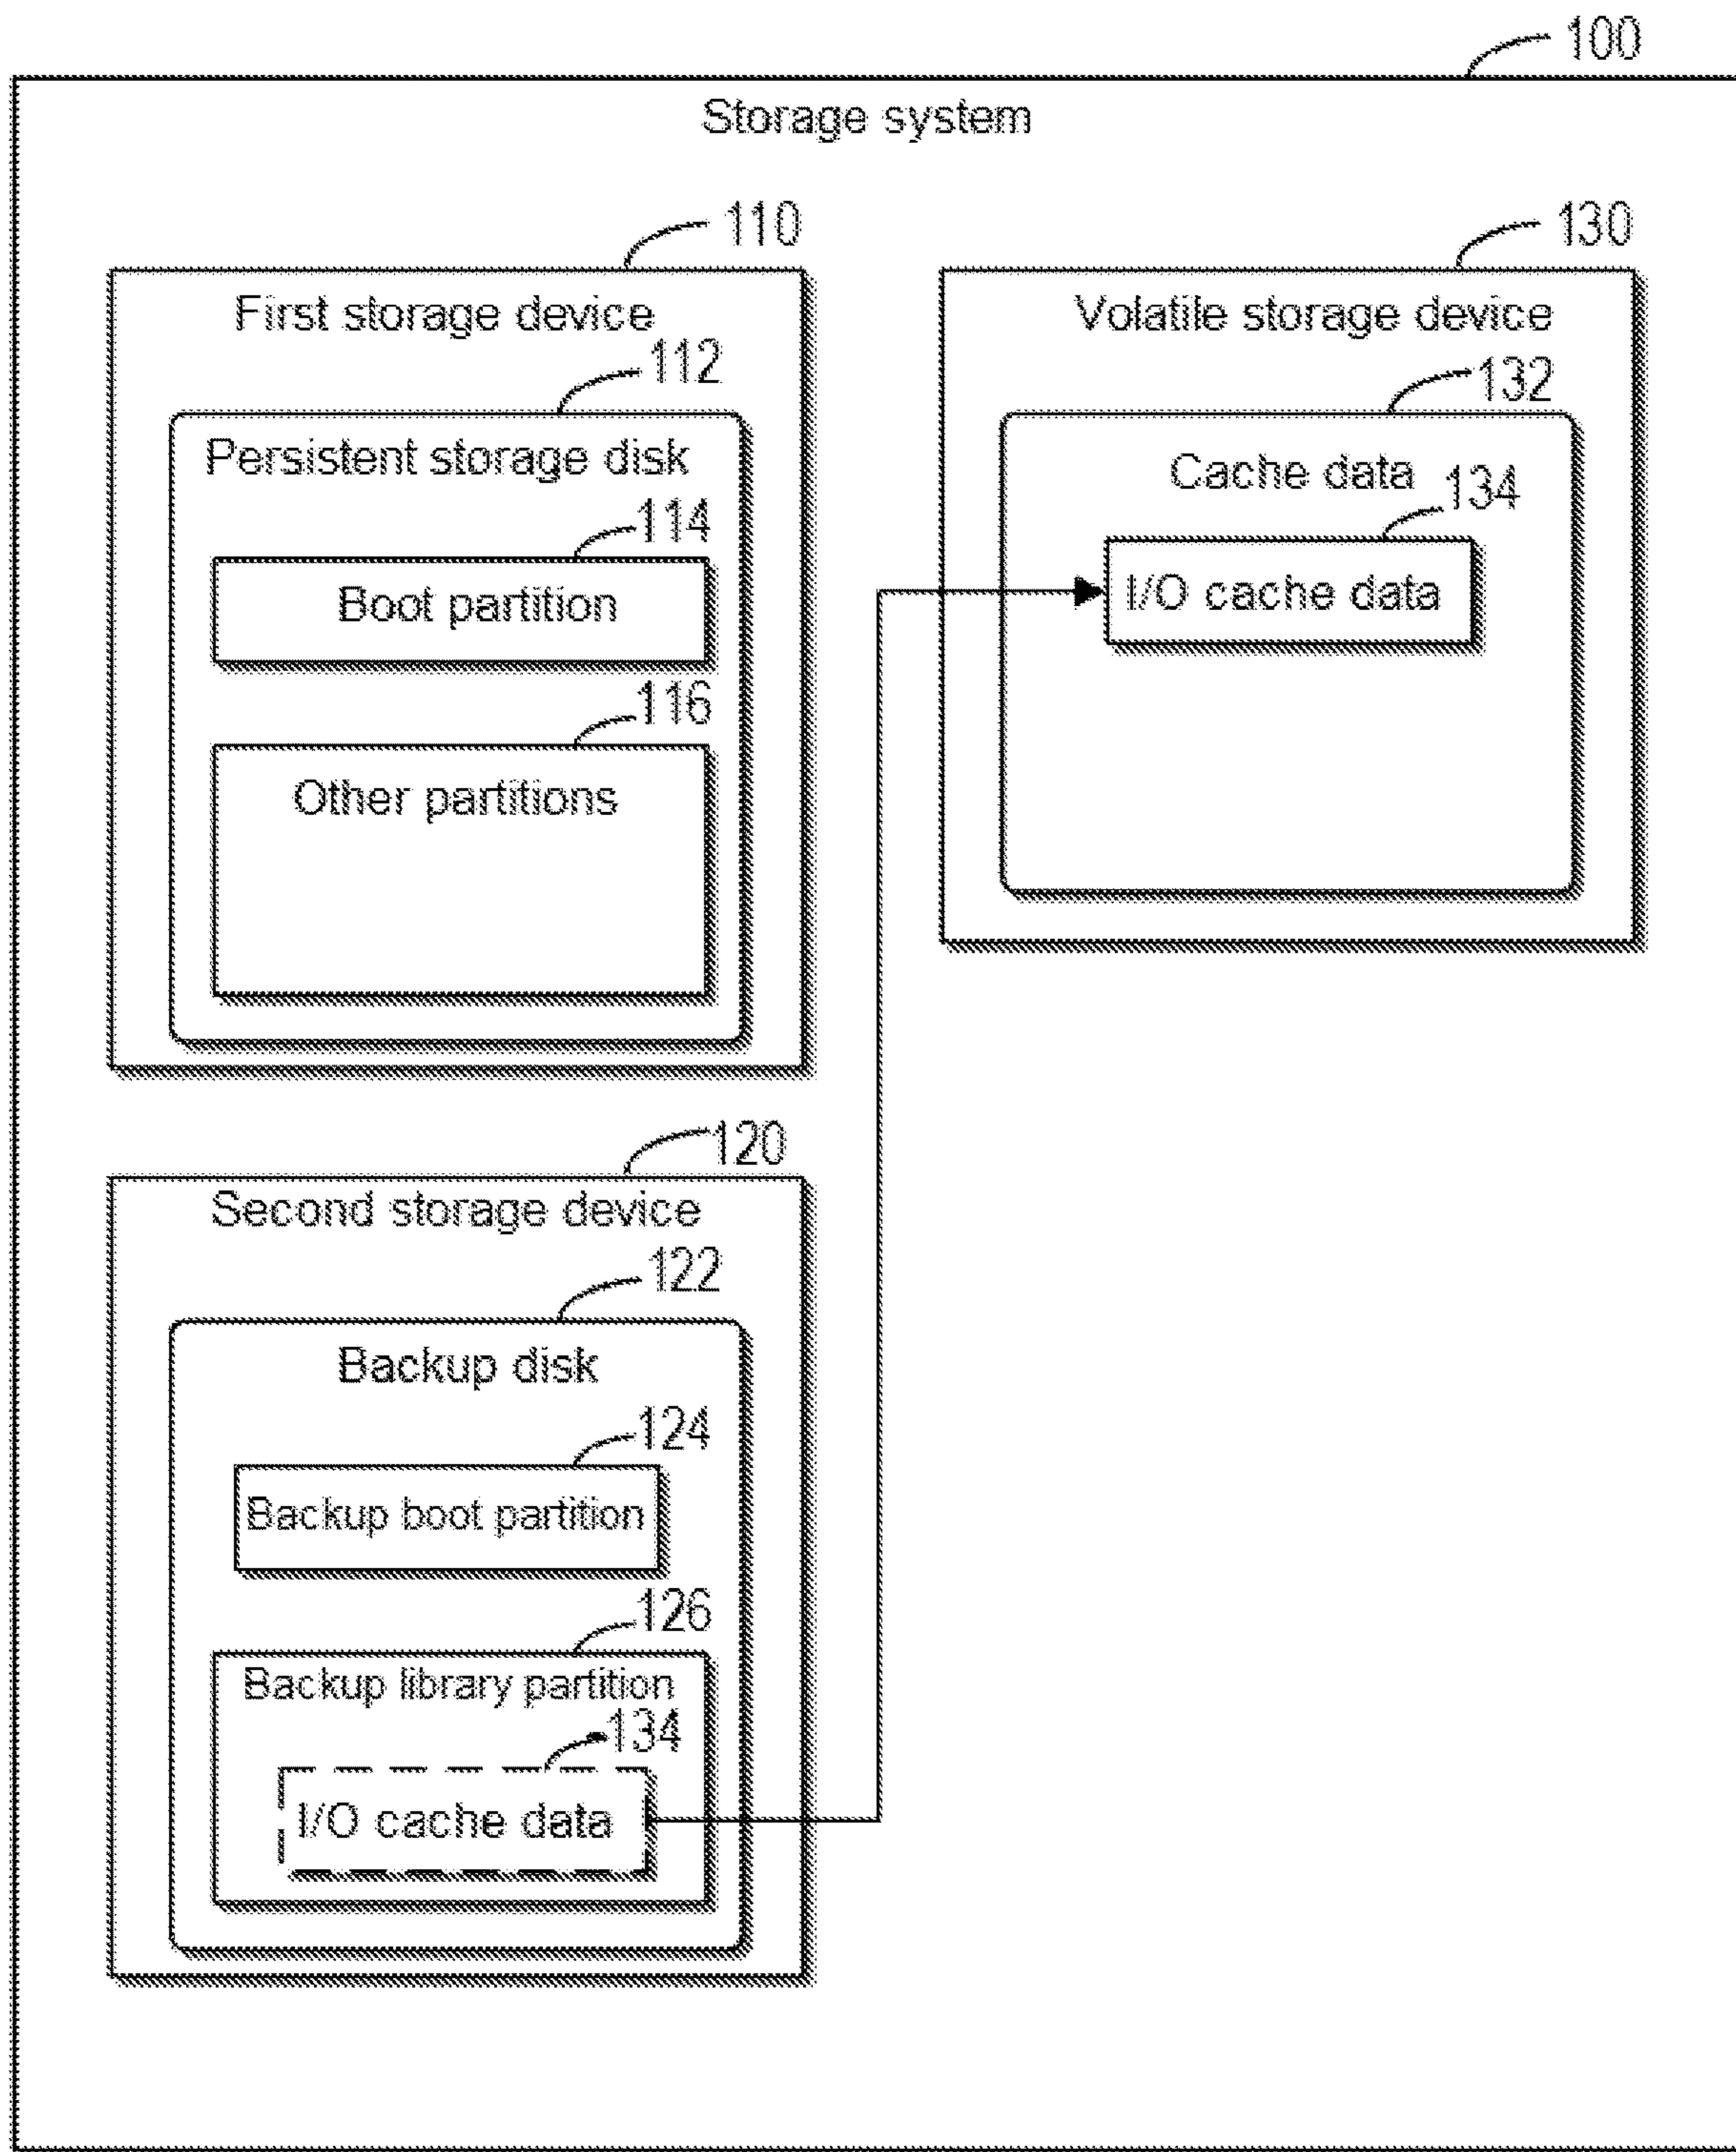 100
Storage system
110
First storage device
112
Persistent storage disk
114
Boot partition
116
Other partitions
130
Volatile storage device
132
Cache data
134
I/O cache data
120
Second storage device
122
Backup disk
124
Backup boot partition
126
Backup library partition
134
I/O cache data